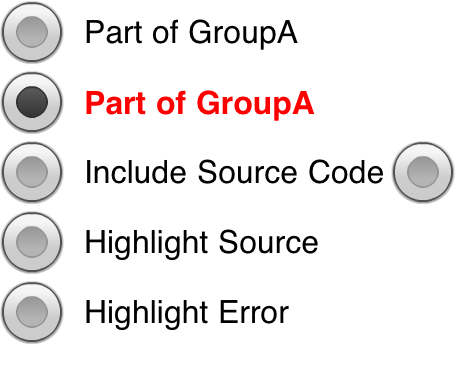 Part of GroupA
Part of GroupA
Include Source Code
Highlight Source
Highlight Error